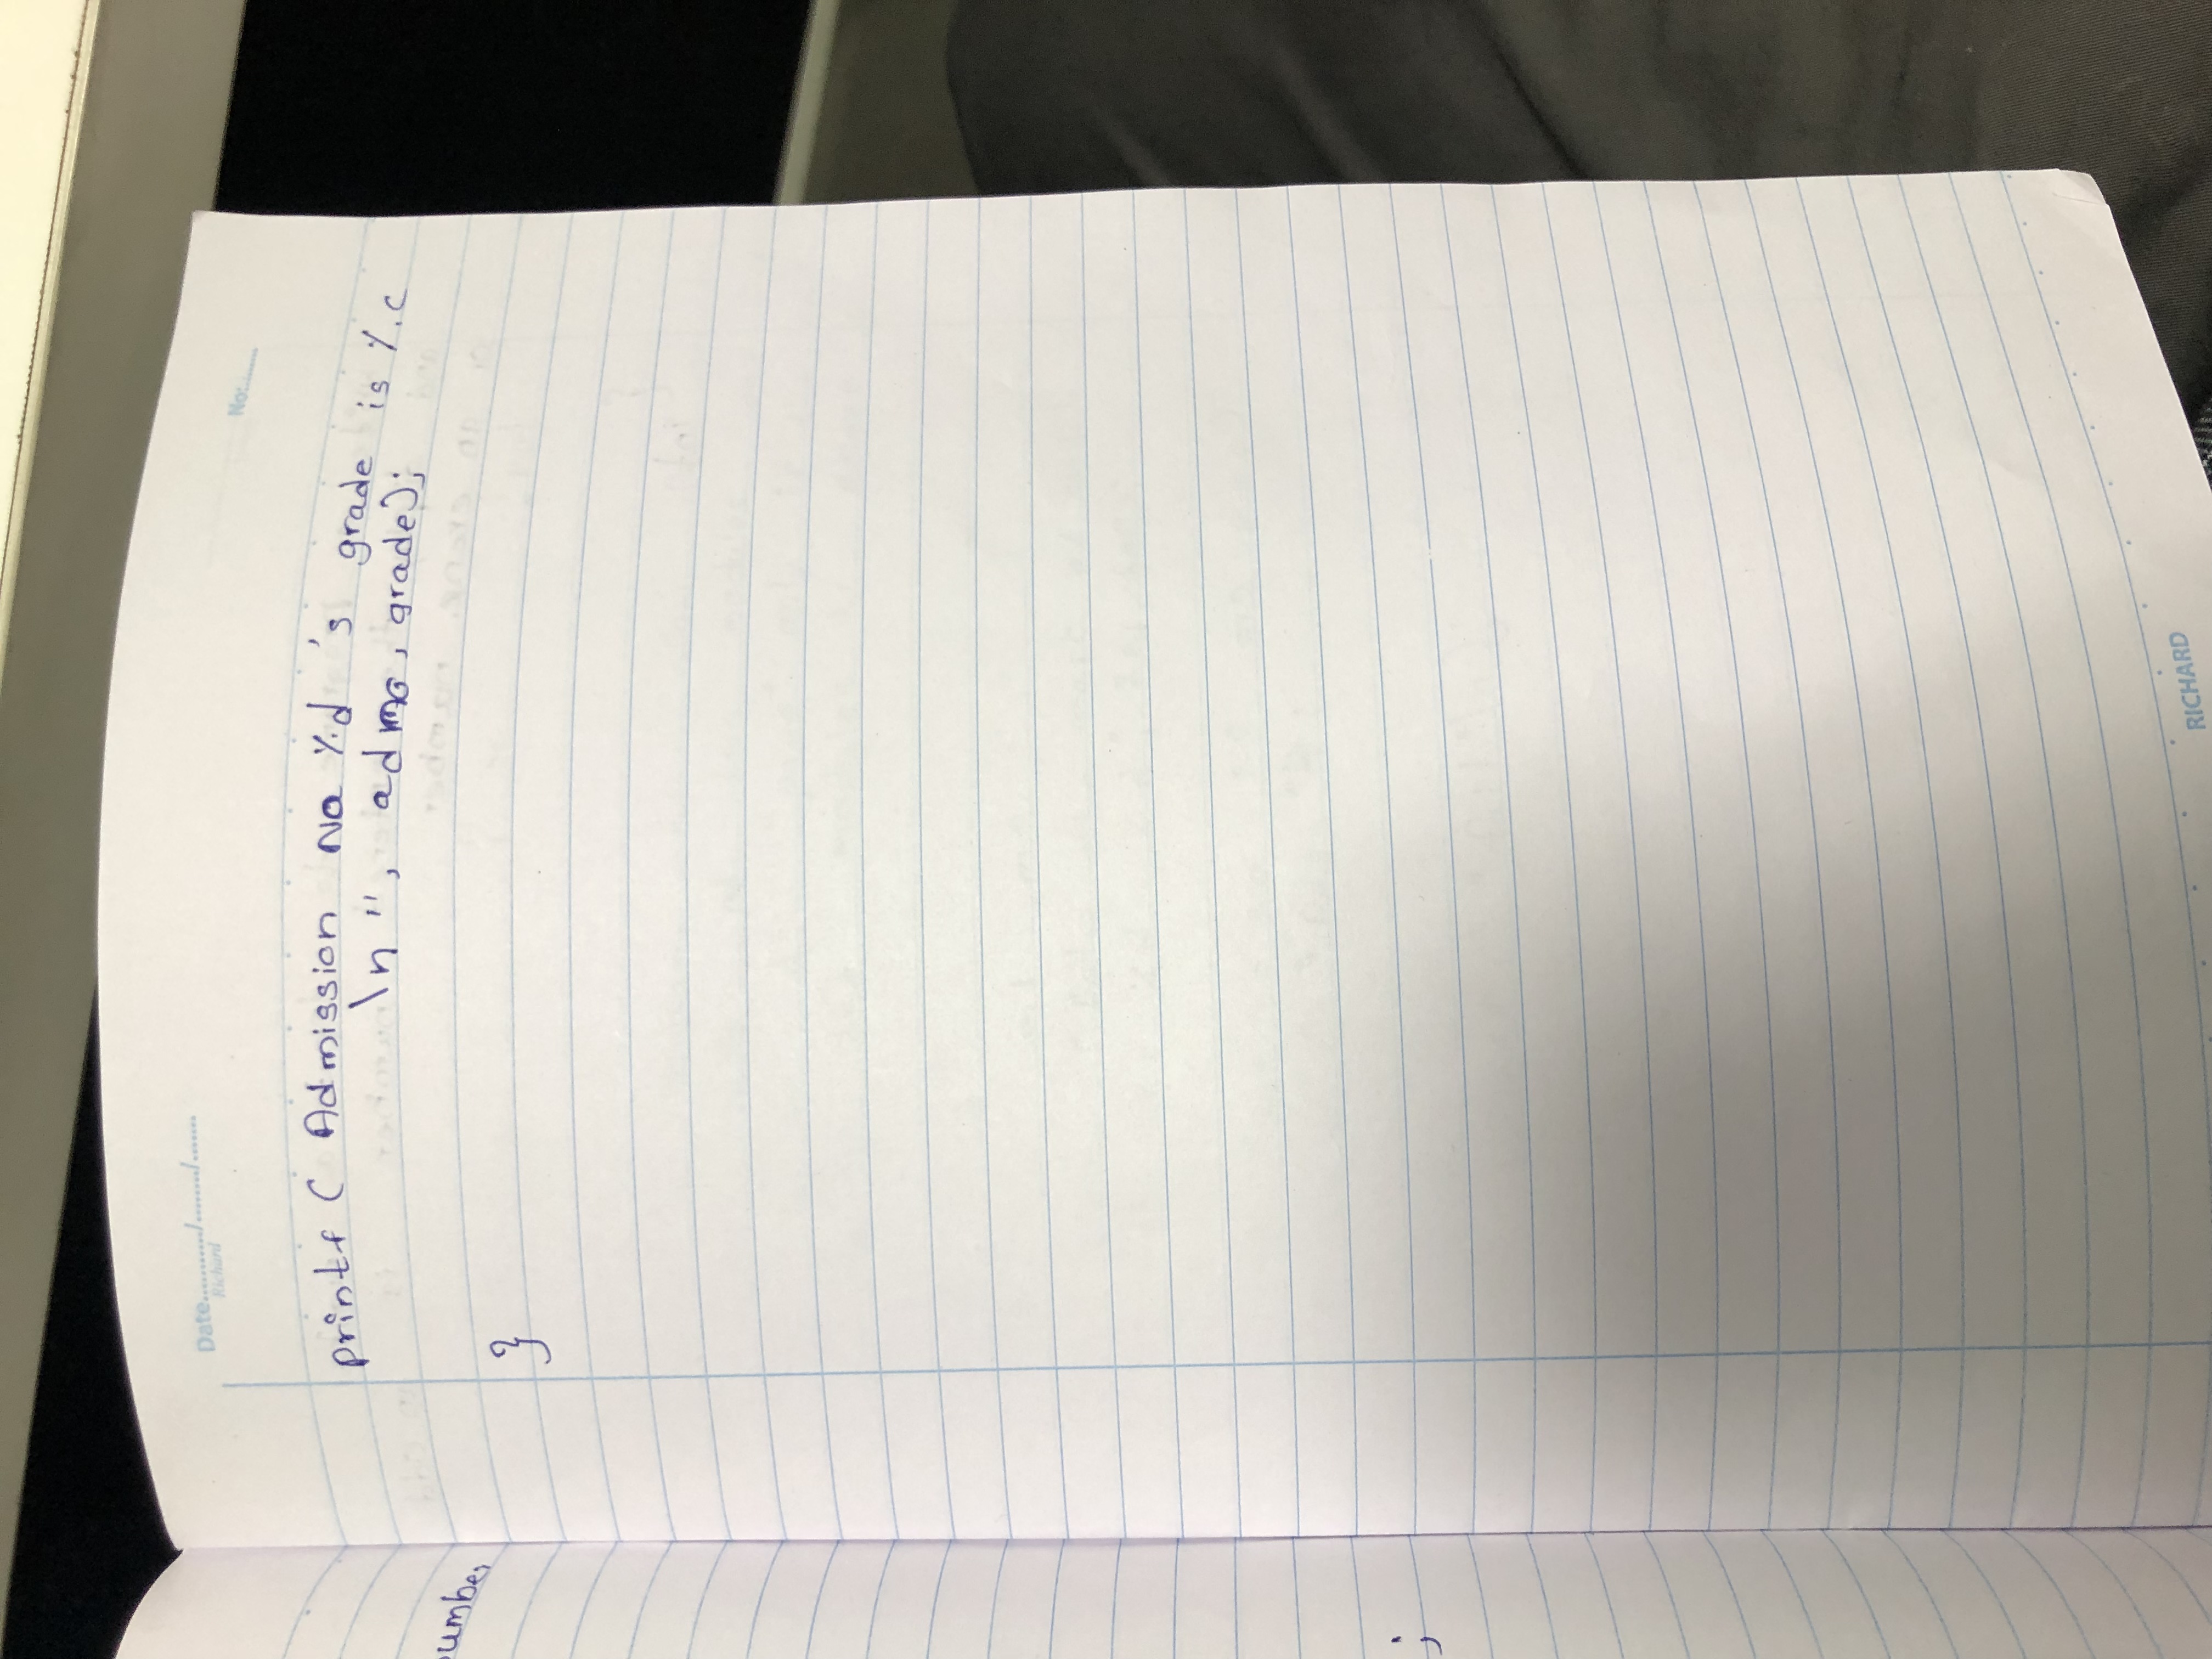 Date.........../........./........
Richard
No:.......
printf ( Admission No %d 's grade is %.c
\n ", admno, grade);
}
umber
;
RICHARD